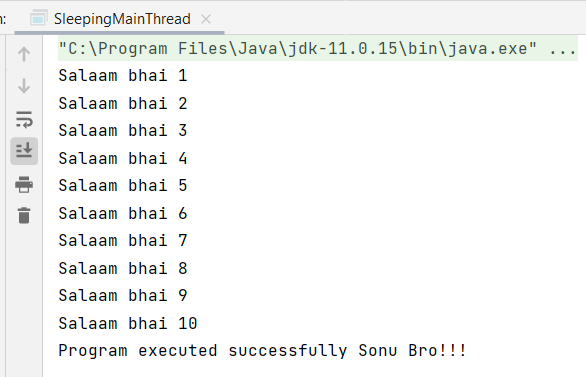 n: SleepingMainThread
"C:\Program Files\Java\jdk-11.0.15\bin\java.exe" ...
Salaam bhai 1
Salaam bhai 2
Salaam bhai 3
Salaam bhai 4
Salaam bhai 5
Salaam bhai 6
Salaam bhai 7
Salaam bhai 8
Salaam bhai 9
Salaam bhai 10
Program executed successfully Sonu Bro!!!